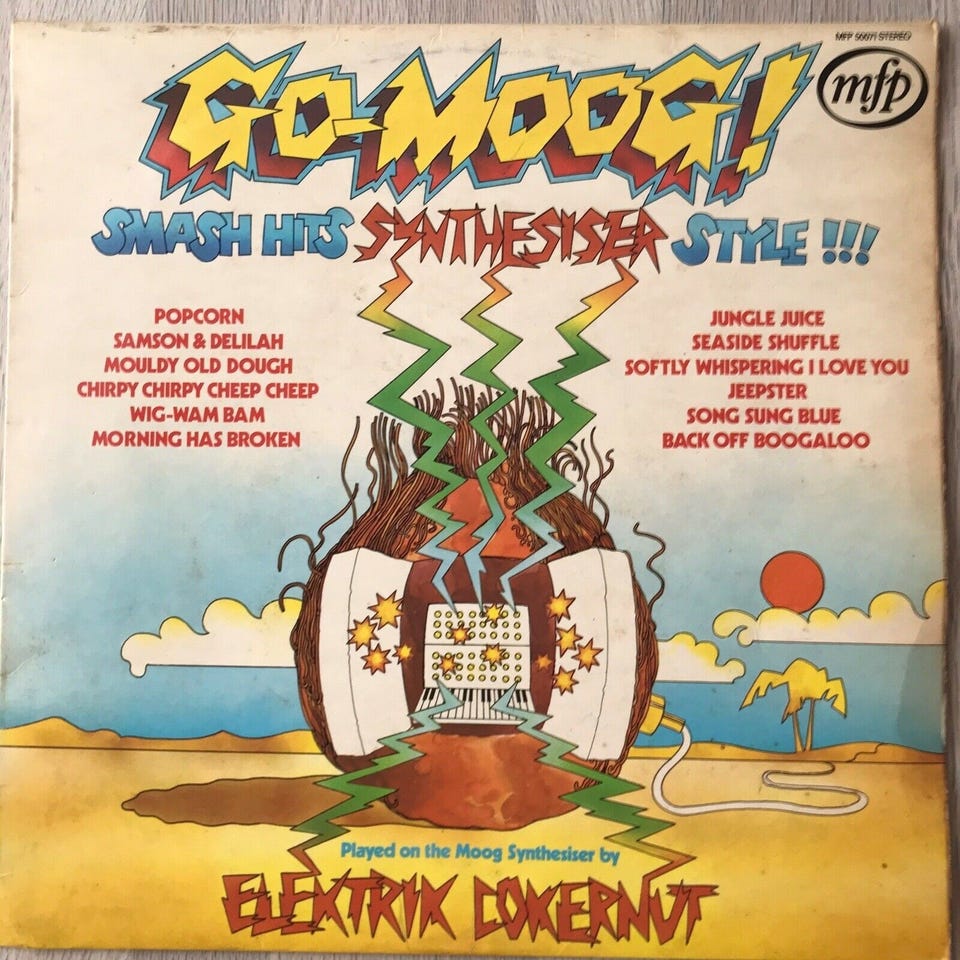 MFP 50071 STEREO
mfp
GO-MOOG!
SMASH HITS SYNTHESISER STYLE !!!
POPCORN
SAMSON & DELILAH
MOULDY OLD DOUGH
CHIRPY CHIRPY CHEEP CHEEP
WIG-WAM BAM
MORNING HAS BROKEN
JUNGLE JUICE
SEASIDE SHUFFLE
SOFTLY WHISPERING I LOVE YOU
JEEPSTER
SONG SUNG BLUE
BACK OFF BOOGALOO
Played on the Moog Synthesiser by
ELEKTRIK COKERNUT